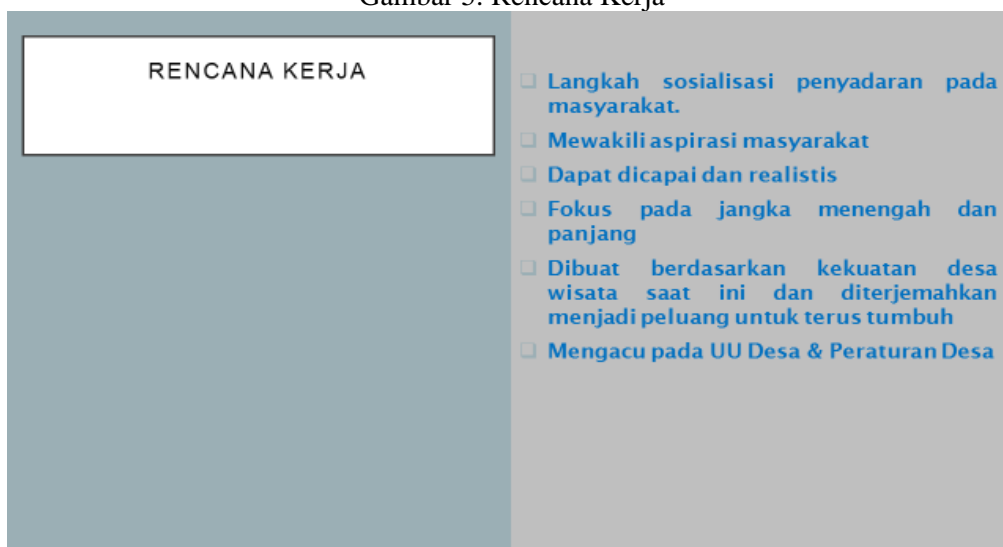 Gambar 5. Rencana Kerja
RENCANA KERJA
Langkah sosialisasi penyadaran pada
masyarakat.
Mewakili aspirasi masyarakat
Dapat dicapai dan realistis
Fokus pada jangka menengah dan
panjang
Dibuat berdasarkan kekuatan desa
wisata saat ini dan diterjemahkan
menjadi peluang untuk terus tumbuh
Mengacu pada UU Desa & Peraturan Desa